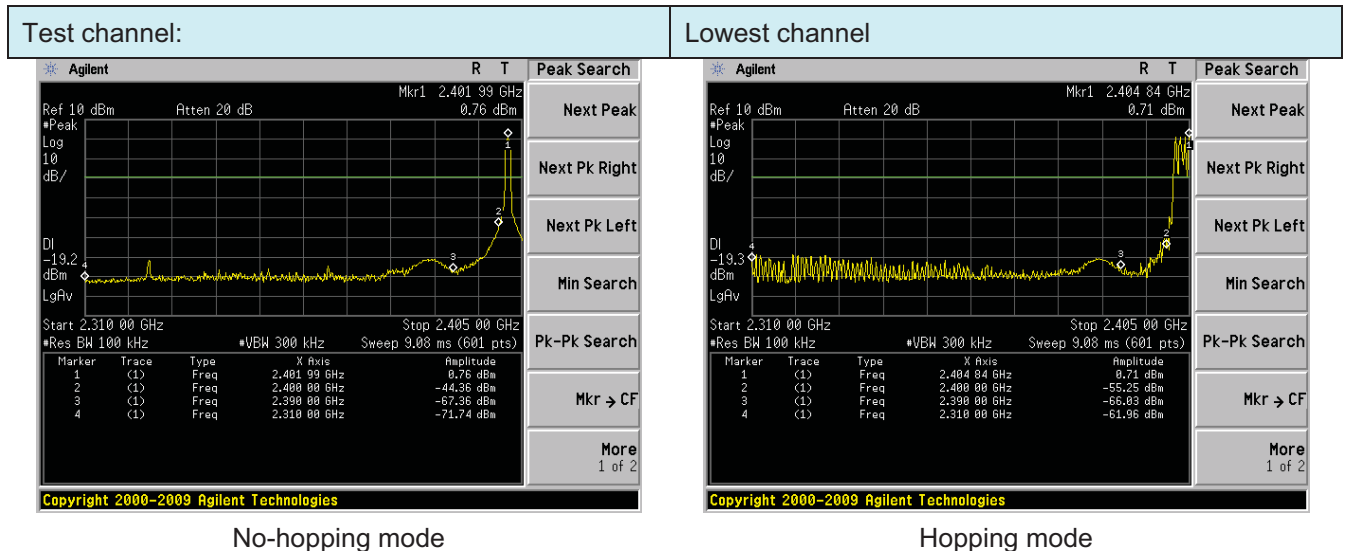 Test channel:
Lowest channel
Agilent
R T
Peak Search
Mkr1 2.401 99 GHz
Ref 10 dBm
Atten 20 dB
0.76 dBm
#Peak
Log
10
dB/
DI
-19.2
dBm
LgAv
1
2
3
4
Start 2.310 00 GHz
Stop 2.405 00 GHz
#Res BW 100 kHz
#VBW 300 kHz
Sweep 9.08 ms (601 pts)
Marker Trace Type X Axis Amplitude
1 (1) Freq 2.401 99 GHz 0.76 dBm
2 (1) Freq 2.400 00 GHz -44.36 dBm
3 (1) Freq 2.390 00 GHz -67.36 dBm
4 (1) Freq 2.310 00 GHz -71.74 dBm
Next Peak
Next Pk Right
Next Pk Left
Min Search
Pk-Pk Search
Mkr → CF
More
1 of 2
Copyright 2000-2009 Agilent Technologies
No-hopping mode
Agilent
R T
Peak Search
Mkr1 2.404 84 GHz
Ref 10 dBm
Atten 20 dB
0.71 dBm
#Peak
Log
10
dB/
DI
-19.3
dBm
LgAv
1
2
3
4
Start 2.310 00 GHz
Stop 2.405 00 GHz
#Res BW 100 kHz
#VBW 300 kHz
Sweep 9.08 ms (601 pts)
Marker Trace Type X Axis Amplitude
1 (1) Freq 2.404 84 GHz 0.71 dBm
2 (1) Freq 2.400 00 GHz -55.25 dBm
3 (1) Freq 2.390 00 GHz -66.03 dBm
4 (1) Freq 2.310 00 GHz -61.96 dBm
Next Peak
Next Pk Right
Next Pk Left
Min Search
Pk-Pk Search
Mkr → CF
More
1 of 2
Copyright 2000-2009 Agilent Technologies
Hopping mode